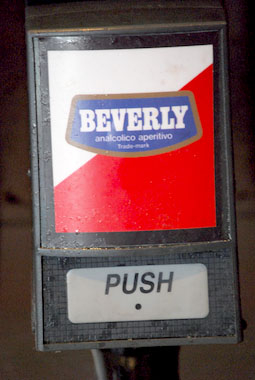 BEVERLY
analcolico aperitivo
Trade-mark
PUSH